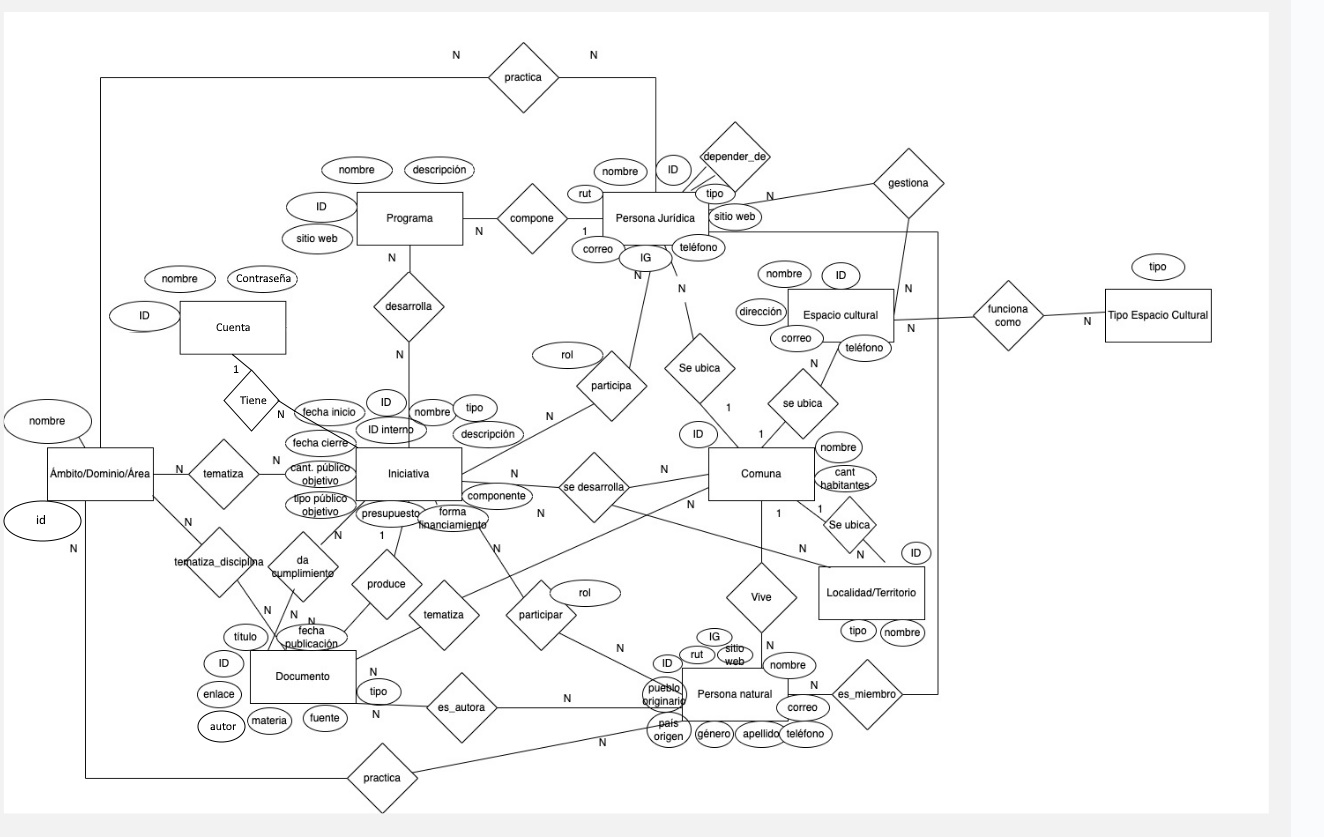 N
N
practica
depender_de
nombre
descripción
nombre
ID
gestiona
ID
rut
tipo
N
Programa
compone
Persona Jurídica
sitio web
sitio web
N
1
correo
teléfono
N
IG
N
tipo
nombre
Contraseña
nombre
ID
N
N
desarrolla
ID
dirección
Espacio cultural
funciona
como
Tipo Espacio Cultural
Cuenta
N
N
correo
teléfono
N
rol
N
1
Se ubica
participa
Tiene
N
fecha inicio
ID
nombre
tipo
N
1
se ubica
nombre
ID interno
descripción
ID
1
fecha cierre
nombre
Ámbito/Dominio/Área
N
tematiza
N
cant. público
objetivo
Iniciativa
N
se desarrolla
N
Comuna
cant
habitantes
tipo público
objetivo
componente
N
id
N
presupuesto
forma
financiamiento
N
1
1
Se ubica
N
N
1
N
N
N
ID
tematiza_disciplina
da
cumplimiento
produce
rol
Vive
Localidad/Territorio
N
N
N
tematiza
participar
tipo
nombre
titulo
fecha
publicación
IG
N
N
rut
sitio
web
ID
ID
nombre
N
Documento
enlace
tipo
pueblo
originario
Persona natural
N
es_miembro
N
es_autora
N
correo
autor
materia
fuente
país
origen
género
apellido
teléfono
N
practica